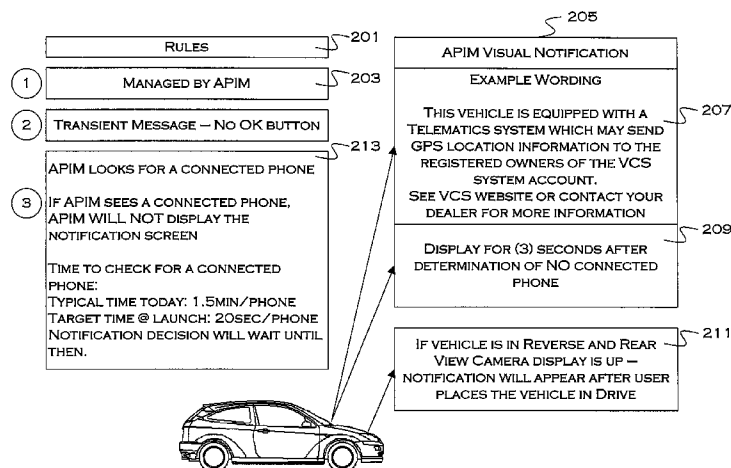 RULES
201
1
MANAGED BY APIM
203
2
TRANSIENT MESSAGE – NO OK BUTTON
213
3
APIM LOOKS FOR A CONNECTED PHONE
IF APIM SEES A CONNECTED PHONE,
APIM WILL NOT DISPLAY THE
NOTIFICATION SCREEN
TIME TO CHECK FOR A CONNECTED
PHONE:
TYPICAL TIME TODAY: 1.5MIN/PHONE
TARGET TIME @ LAUNCH: 20SEC/PHONE
NOTIFICATION DECISION WILL WAIT UNTIL
THEN.
205
APIM VISUAL NOTIFICATION
EXAMPLE WORDING
207
THIS VEHICLE IS EQUIPPED WITH A
TELEMATICS SYSTEM WHICH MAY SEND
GPS LOCATION INFORMATION TO THE
REGISTERED OWNERS OF THE VCS
SYSTEM ACCOUNT.
SEE VCS WEBSITE OR CONTACT YOUR
DEALER FOR MORE INFORMATION
209
DISPLAY FOR (3) SECONDS AFTER
DETERMINATION OF NO CONNECTED
PHONE
211
IF VEHICLE IS IN REVERSE AND REAR
VIEW CAMERA DISPLAY IS UP –
NOTIFICATION WILL APPEAR AFTER USER
PLACES THE VEHICLE IN DRIVE